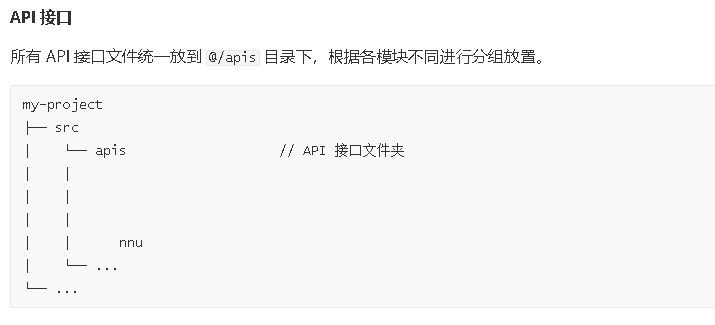 API 接口
所有 API 接口文件统一放到 @/apis 目录下，根据各模块不同进行分组放置。
my-project
├── src
|   └── apis                   // API 接口文件夹
|   |
|   |
|   |
|   |      nnu
|   └── ...
└── ...